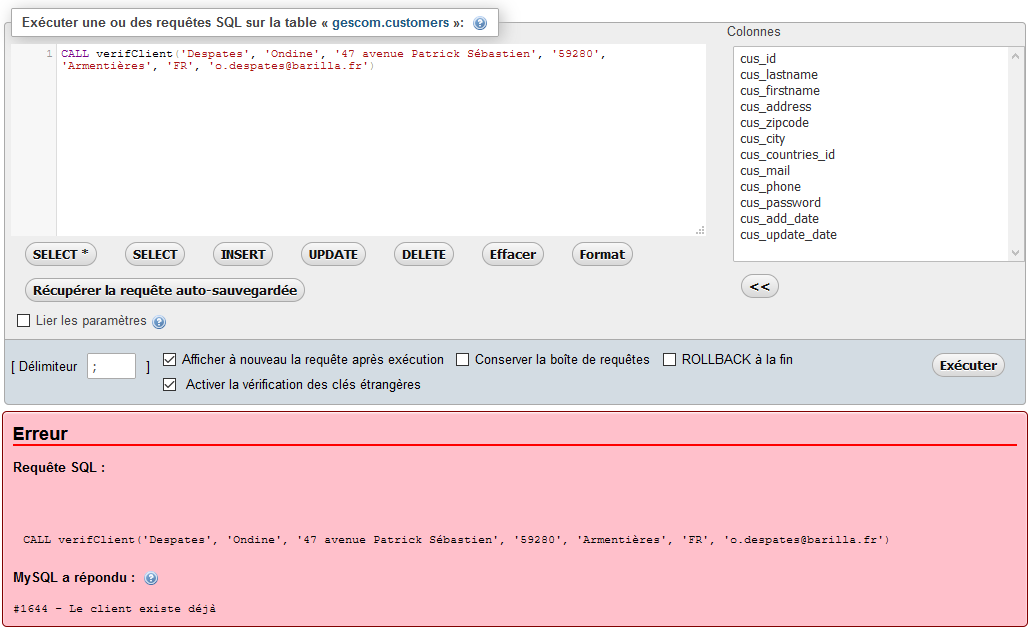 Exécuter une ou des requêtes SQL sur la table « gescom.customers »:
Colonnes
1 CALL verifClient('Despates', 'Ondine', '47 avenue Patrick Sébastien', '59280',
'Armentières', 'FR', 'o.despates@barilla.fr')
cus_id
cus_lastname
cus_firstname
cus_address
cus_zipcode
cus_city
cus_countries_id
cus_mail
cus_phone
cus_password
cus_add_date
cus_update_date
SELECT * SELECT INSERT UPDATE DELETE Effacer Format
Récupérer la requête auto-sauvegardée
<<
Lier les paramètres
[ Délimiteur ; ] Afficher à nouveau la requête après exécution Conserver la boîte de requêtes ROLLBACK à la fin Exécuter
Activer la vérification des clés étrangères
Erreur
Requête SQL :
CALL verifClient('Despates', 'Ondine', '47 avenue Patrick Sébastien', '59280', 'Armentières', 'FR', 'o.despates@barilla.fr')
MySQL a répondu :
#1644 - Le client existe déjà